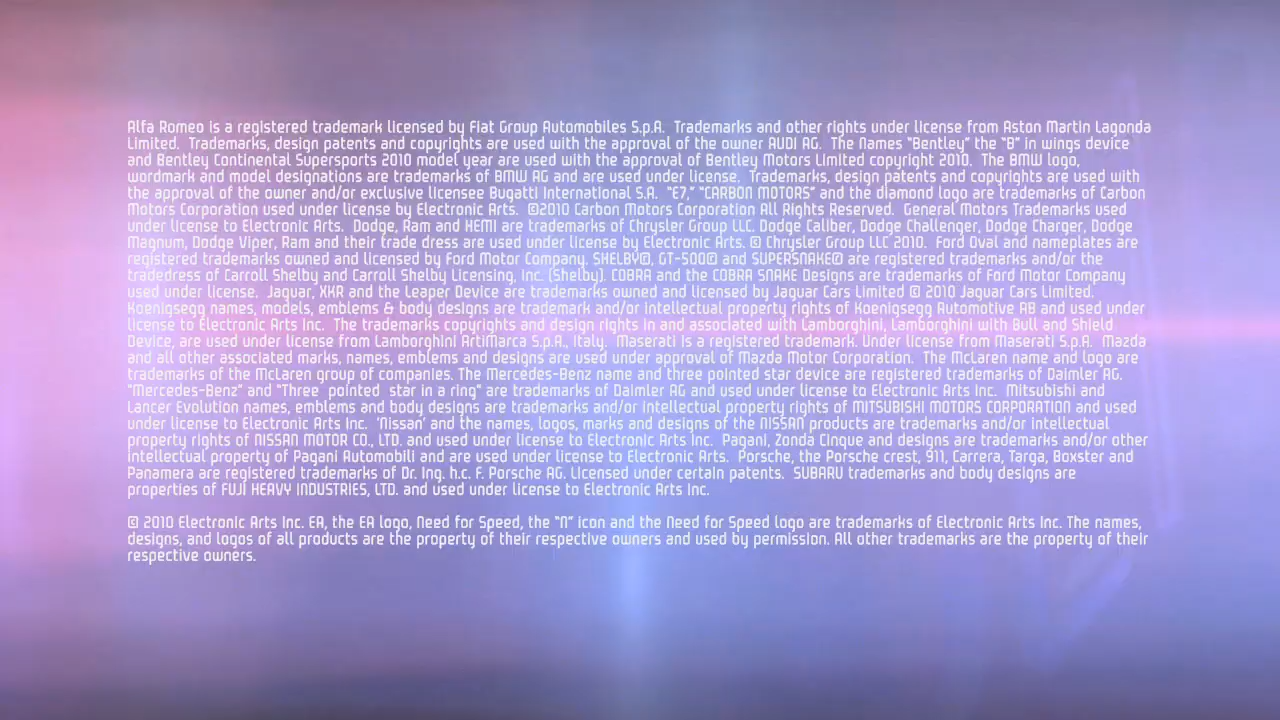 Alfa Romeo is a registered trademark licensed by Fiat Group Automobiles S.p.A.  Trademarks and other rights under license from Aston Martin Lagonda
Limited.  Trademarks, design patents and copyrights are used with the approval of the owner AUDI AG.  The Names "Bentley" the "B" in wings device
and Bentley Continental Supersports 2010 model year are used with the approval of Bentley Motors Limited copyright 2010.  The BMW logo,
wordmark and model designations are trademarks of BMW AG and are used under license.  Trademarks, design patents and copyrights are used with
the approval of the owner and/or exclusive licensee Bugatti International S.A.  "E7," "CARBON MOTORS" and the diamond logo are trademarks of Carbon
Motors Corporation used under license by Electronic Arts.  ©2010 Carbon Motors Corporation All Rights Reserved.  General Motors Trademarks used
under license to Electronic Arts.  Dodge, Ram and HEMI are trademarks of Chrysler Group LLC. Dodge Caliber, Dodge Challenger, Dodge Charger, Dodge
Magnum, Dodge Viper, Ram and their trade dress are used under license by Electronic Arts. © Chrysler Group LLC 2010.  Ford Oval and nameplates are
registered trademarks owned and licensed by Ford Motor Company. SHELBY©, GT-500© and SUPERSNAKE© are registered trademarks and/or the
tradedress of Carroll Shelby and Carroll Shelby Licensing, Inc. (Shelby). COBRA and the COBRA SNAKE Designs are trademarks of Ford Motor Company
used under license.  Jaguar, XKR and the Leaper Device are trademarks owned and licensed by Jaguar Cars Limited © 2010 Jaguar Cars Limited.
Koenigsegg names, models, emblems & body designs are trademark and/or intellectual property rights of Koenigsegg Automotive AB and used under
license to Electronic Arts Inc.  The trademarks copyrights and design rights in and associated with Lamborghini, Lamborghini with Bull and Shield
Device, are used under license from Lamborghini ArtiMarca S.p.A., Italy.  Maserati is a registered trademark. Under license from Maserati S.p.A.  Mazda
and all other associated marks, names, emblems and designs are used under approval of Mazda Motor Corporation.  The McLaren name and logo are
trademarks of the McLaren group of companies. The Mercedes-Benz name and three pointed star device are registered trademarks of Daimler AG.
"Mercedes-Benz" and "Three  pointed  star in a ring" are trademarks of Daimler AG and used under license to Electronic Arts Inc.  Mitsubishi and
Lancer Evolution names, emblems and body designs are trademarks and/or intellectual property rights of MITSUBISHI MOTORS CORPORATION and used
under license to Electronic Arts Inc.  'Nissan' and the names, logos, marks and designs of the NISSAN products are trademarks and/or intellectual
property rights of NISSAN MOTOR CO., LTD. and used under license to Electronic Arts Inc.  Pagani, Zonda Cinque and designs are trademarks and/or other
intellectual property of Pagani Automobili and are used under license to Electronic Arts.  Porsche, the Porsche crest, 911, Carrera, Targa, Boxster and
Panamera are registered trademarks of Dr. Ing. h.c. F. Porsche AG. Licensed under certain patents.  SUBARU trademarks and body designs are
properties of FUJI HEAVY INDUSTRIES, LTD. and used under license to Electronic Arts Inc.
© 2010 Electronic Arts Inc. EA, the EA logo, Need for Speed, the "N" icon and the Need for Speed logo are trademarks of Electronic Arts Inc. The names,
designs, and logos of all products are the property of their respective owners and used by permission. All other trademarks are the property of their
respective owners.